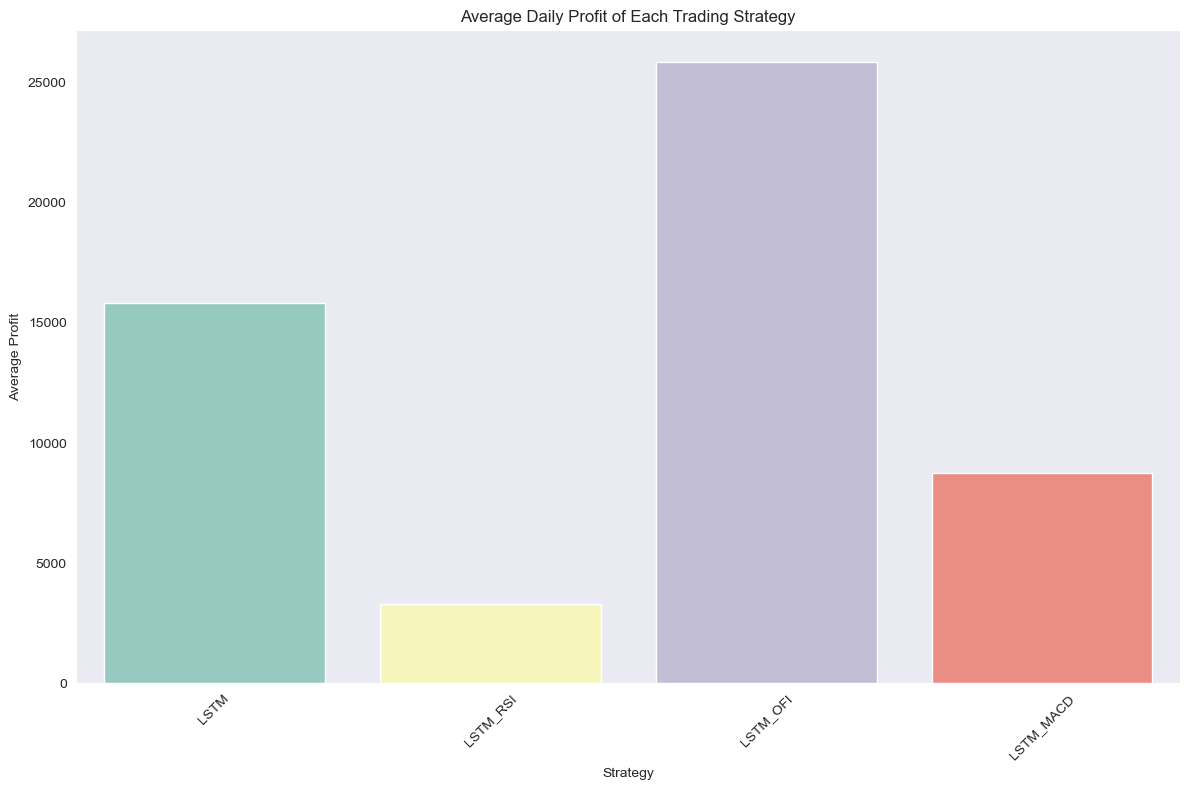 Average Daily Profit of Each Trading Strategy
Average Profit
25000
20000
15000
10000
5000
0
LSTM
LSTM_RSI
LSTM_OFI
LSTM_MACD
Strategy